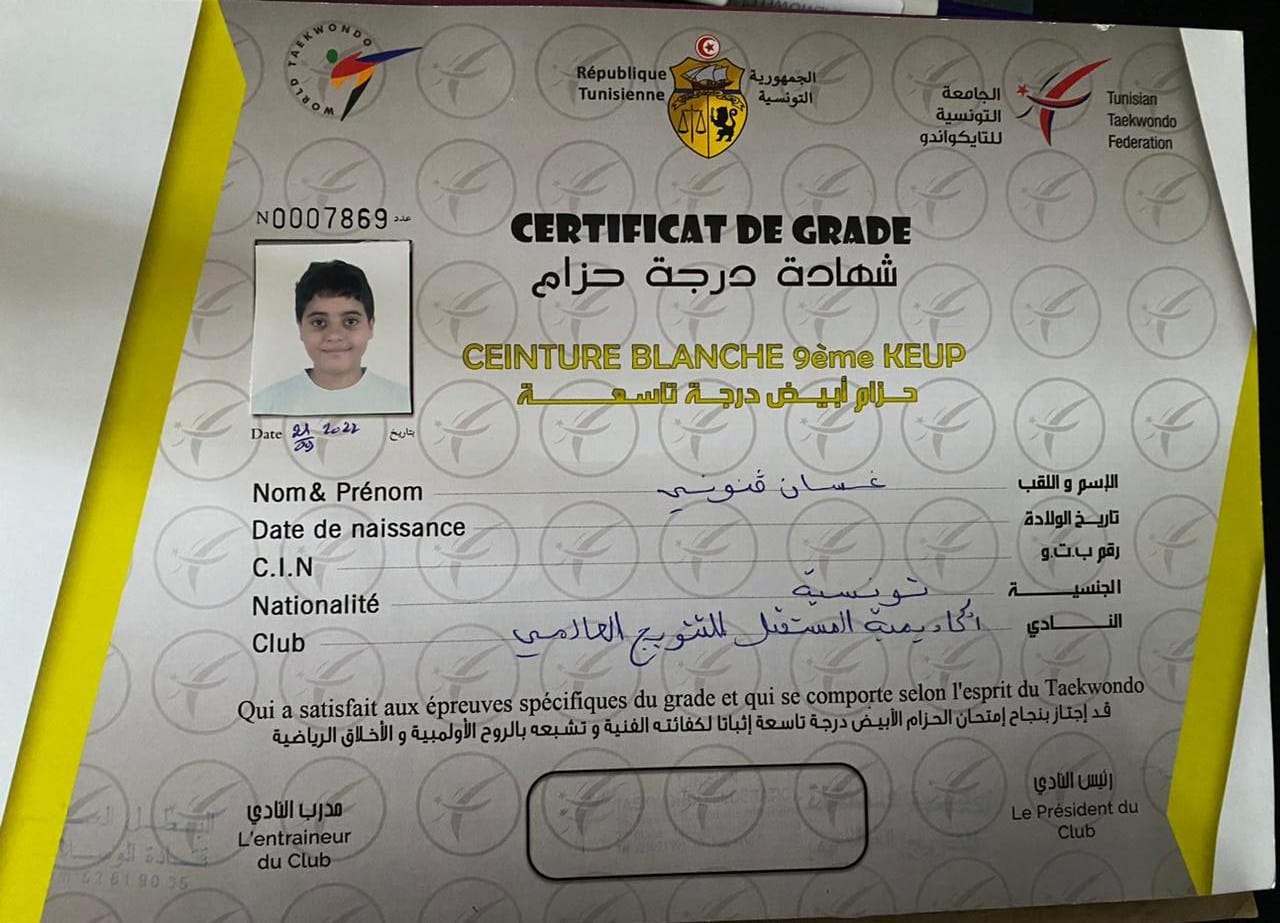 WORLD TAEKWONDO
République
Tunisienne
الجمهورية
التونسية
الجامعة
التونسية
للتايكواندو
Tunisian
Taekwondo
Federation
N0007869 عدد
CERTIFICAT DE GRADE
شهادة درجة حزام
CEINTURE BLANCHE 9ème KEUP
حزام أبيض درجة تاسعة
Date 21/09 2022 بتاريخ
Nom& Prénom غسان ڨنوني الإسم و اللقب
Date de naissance تاريخ الولادة
C.I.N رقم ب.ت.و
Nationalité تونسية الجنسية
Club أكاديمية المستقبل للتتويج العالمي النادي
Qui a satisfait aux épreuves spécifiques du grade et qui se comporte selon l'esprit du Taekwondo
قد إجتاز بنجاح إمتحان الحزام الأبيض درجة تاسعة إثباتا لكفائته الفنية و تشبعه بالروح الأولمبية و الأخلاق الرياضية
مدرب النادي
L'entraineur
du Club
رئيس النادي
Le Président du
Club